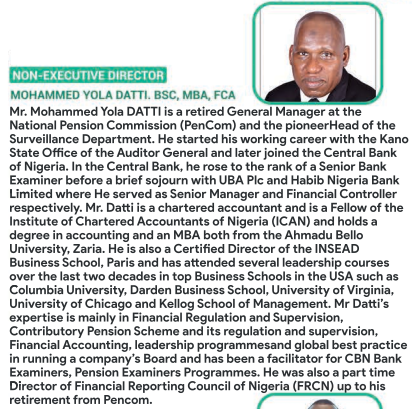 NON-EXECUTIVE DIRECTOR
MOHAMMED YOLA DATTI. BSC, MBA, FCA
Mr. Mohammed Yola DATTI is a retired General Manager at the
National Pension Commission (PenCom) and the pioneerHead of the
Surveillance Department. He started his working career with the Kano
State Office of the Auditor General and later joined the Central Bank
of Nigeria. In the Central Bank, he rose to the rank of a Senior Bank
Examiner before a brief sojourn with UBA Plc and Habib Nigeria Bank
Limited where He served as Senior Manager and Financial Controller
respectively. Mr. Datti is a chartered accountant and is a Fellow of the
Institute of Chartered Accountants of Nigeria (ICAN) and holds a
degree in accounting and an MBA both from the Ahmadu Bello
University, Zaria. He is also a Certified Director of the INSEAD
Business School, Paris and has attended several leadership courses
over the last two decades in top Business Schools in the USA such as
Columbia University, Darden Business School, University of Virginia,
University of Chicago and Kellog School of Management. Mr Datti's
expertise is mainly in Financial Regulation and Supervision,
Contributory Pension Scheme and its regulation and supervision,
Financial Accounting, leadership programmesand global best practice
in running a company's Board and has been a facilitator for CBN Bank
Examiners, Pension Examiners Programmes. He was also a part time
Director of Financial Reporting Council of Nigeria (FRCN) up to his
retirement from Pencom.